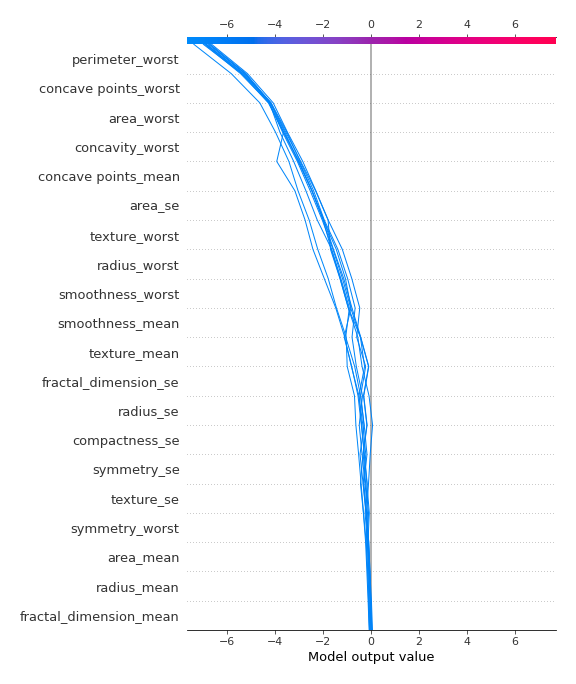 −6 −4 −2 0 2 4 6
perimeter_worst
concave points_worst
area_worst
concavity_worst
concave points_mean
area_se
texture_worst
radius_worst
smoothness_worst
smoothness_mean
texture_mean
fractal_dimension_se
radius_se
compactness_se
symmetry_se
texture_se
symmetry_worst
area_mean
radius_mean
fractal_dimension_mean
−6 −4 −2 0 2 4 6
Model output value